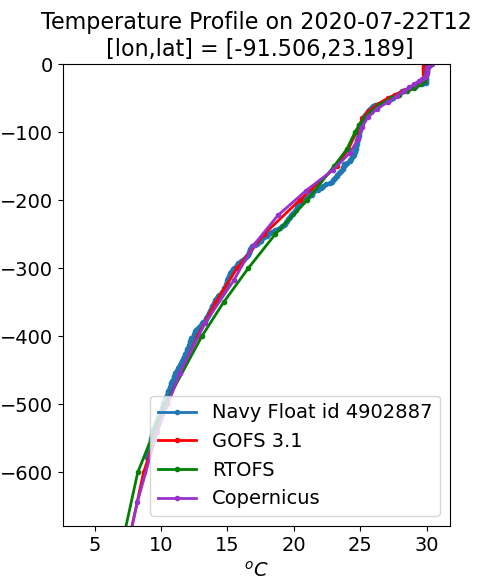 Temperature Profile on 2020-07-22T12
[lon,lat] = [-91.506,23.189]
0
−100
−200
−300
−400
−500
−600
Navy Float id 4902887
GOFS 3.1
RTOFS
Copernicus
5 10 15 20 25 30
°C